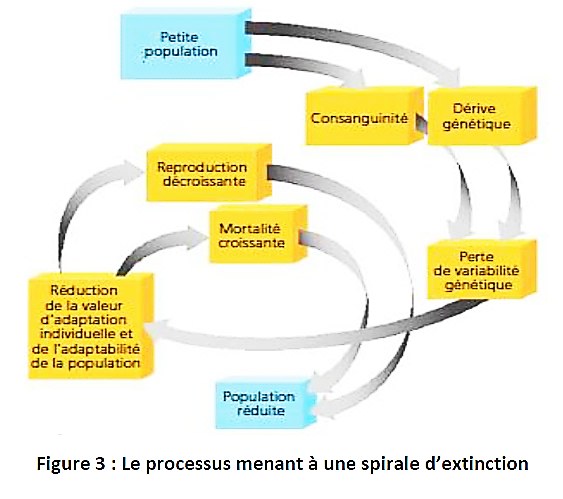 Petite
population
Consanguinité
Dérive
génétique
Reproduction
décroissante
Mortalité
croissante
Perte
de variabilité
génétique
Réduction
de la valeur
d'adaptation
individuelle et
de l'adaptabilité
de la population
Population
réduite
Figure 3 : Le processus menant à une spirale d’extinction